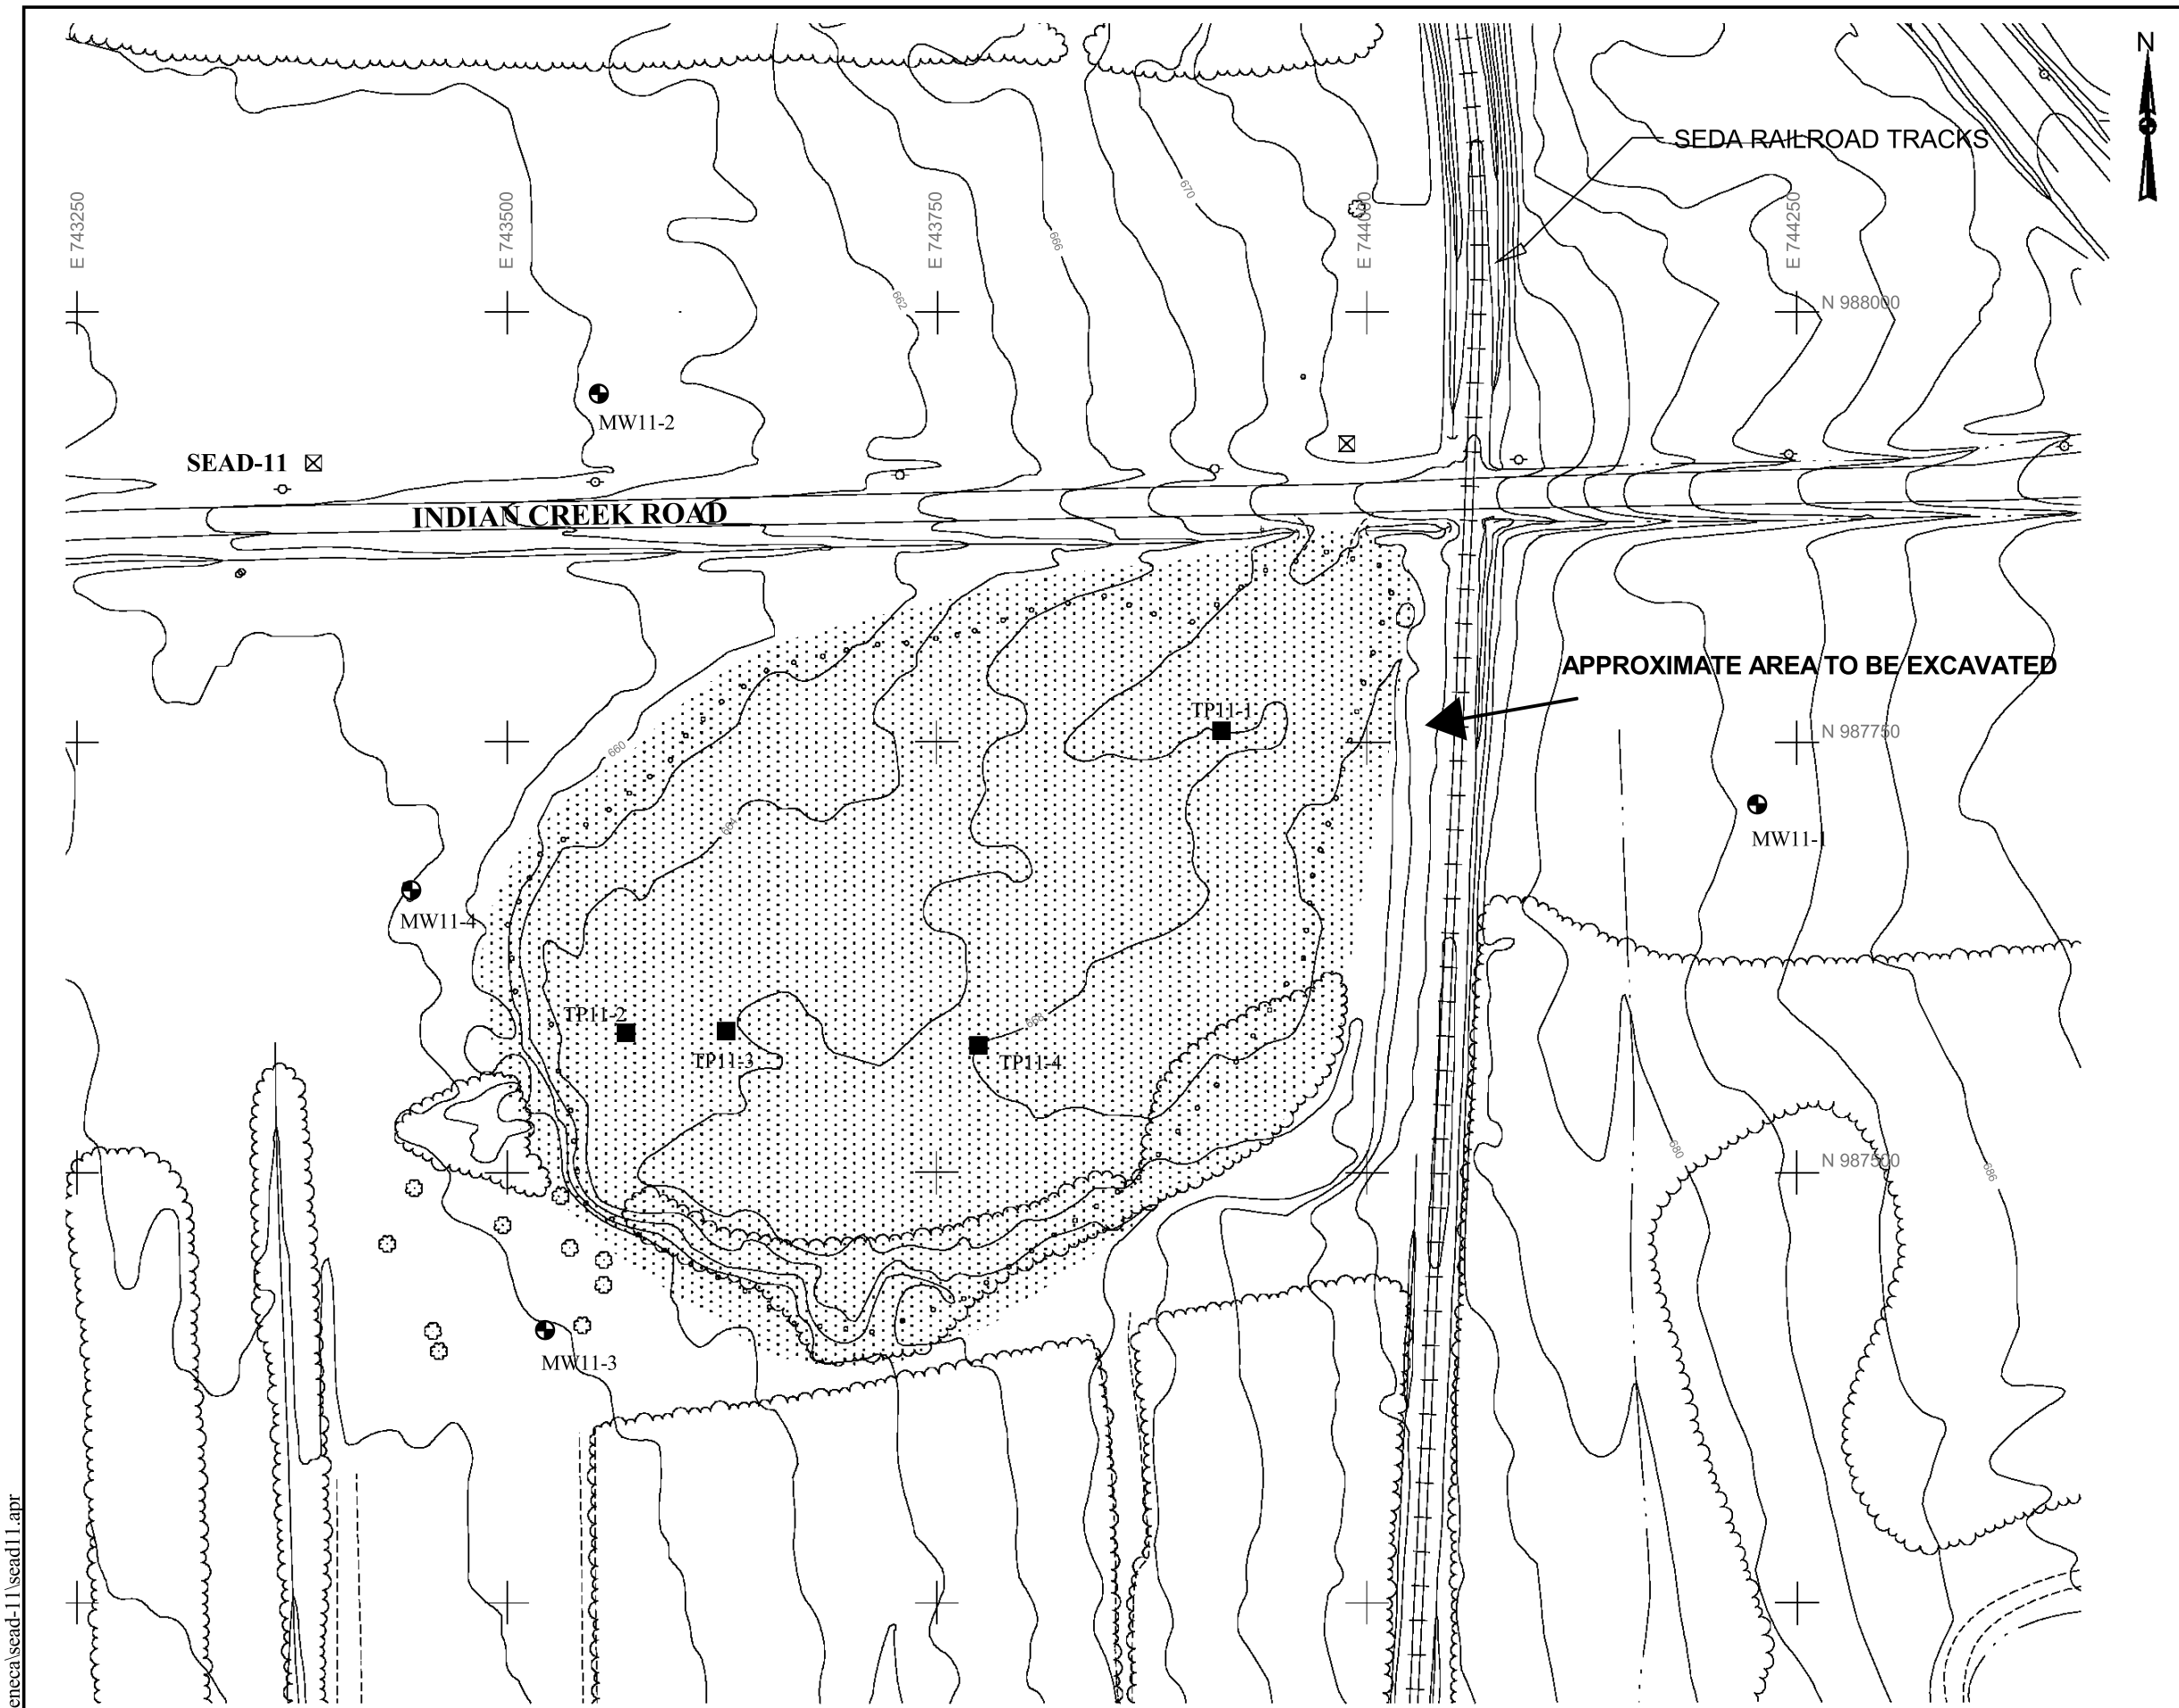 N
SEDA RAILROAD TRACKS
E 743250
E 743500
E 743750
E 744000
E 744250
670
666
662
N 988000
MW11-2
SEAD-11
INDIAN CREEK ROAD
APPROXIMATE AREA TO BE EXCAVATED
TP11-1
N 987750
660
664
MW11-1
MW11-4
TP11-2
TP11-3
668
TP11-4
680
N 987500
686
MW11-3
eneca\sead-11\sead11.apr